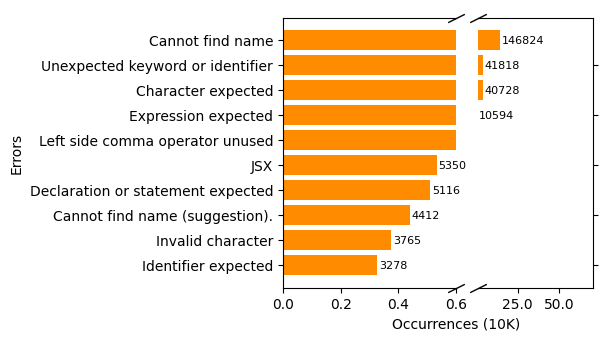 Cannot find name 146824
Unexpected keyword or identifier 41818
Character expected 40728
Expression expected 10594
Left side comma operator unused
JSX 5350
Declaration or statement expected 5116
Cannot find name (suggestion). 4412
Invalid character 3765
Identifier expected 3278
Errors
0.0 0.2 0.4 0.6 25.0 50.0
Occurrences (10K)